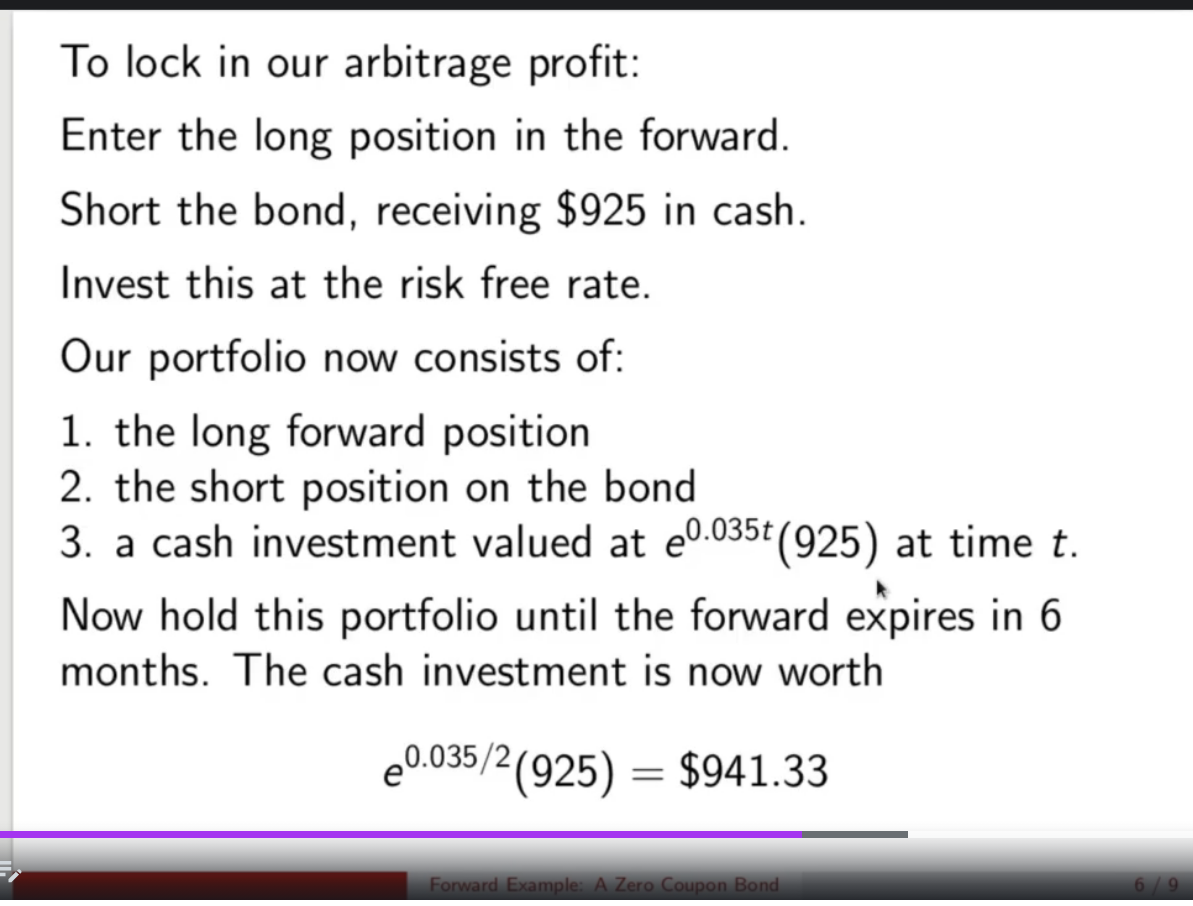 To lock in our arbitrage profit:
Enter the long position in the forward.
Short the bond, receiving $925 in cash.
Invest this at the risk free rate.
Our portfolio now consists of:
1. the long forward position
2. the short position on the bond
3. a cash investment valued at e^{0.035t}(925) at time t.
Now hold this portfolio until the forward expires in 6
months. The cash investment is now worth
e^{0.035/2}(925) = $941.33
Forward Example: A Zero Coupon Bond
6 / 9